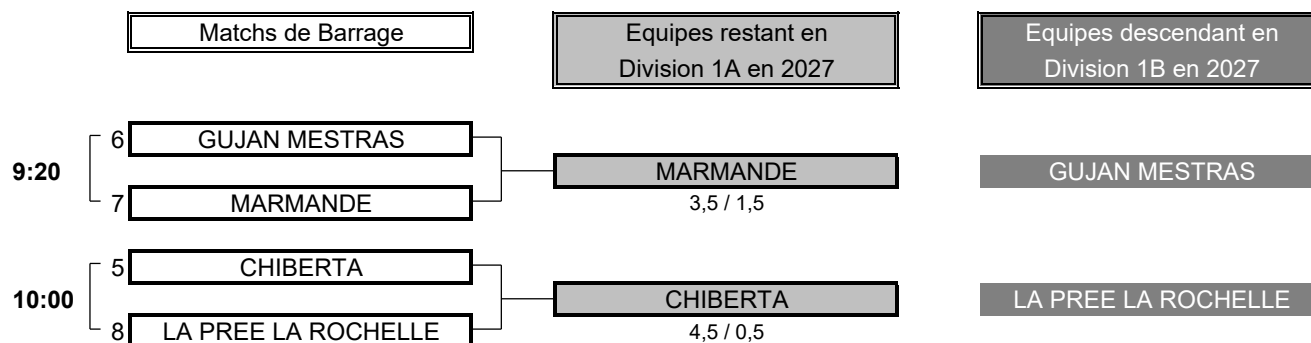 Matchs de Barrage
Equipes restant en
Division 1A en 2027
Equipes descendant en
Division 1B en 2027
6 GUJAN MESTRAS
9:20 MARMANDE GUJAN MESTRAS
7 MARMANDE 3,5 / 1,5
5 CHIBERTA
10:00 CHIBERTA LA PREE LA ROCHELLE
8 LA PREE LA ROCHELLE 4,5 / 0,5